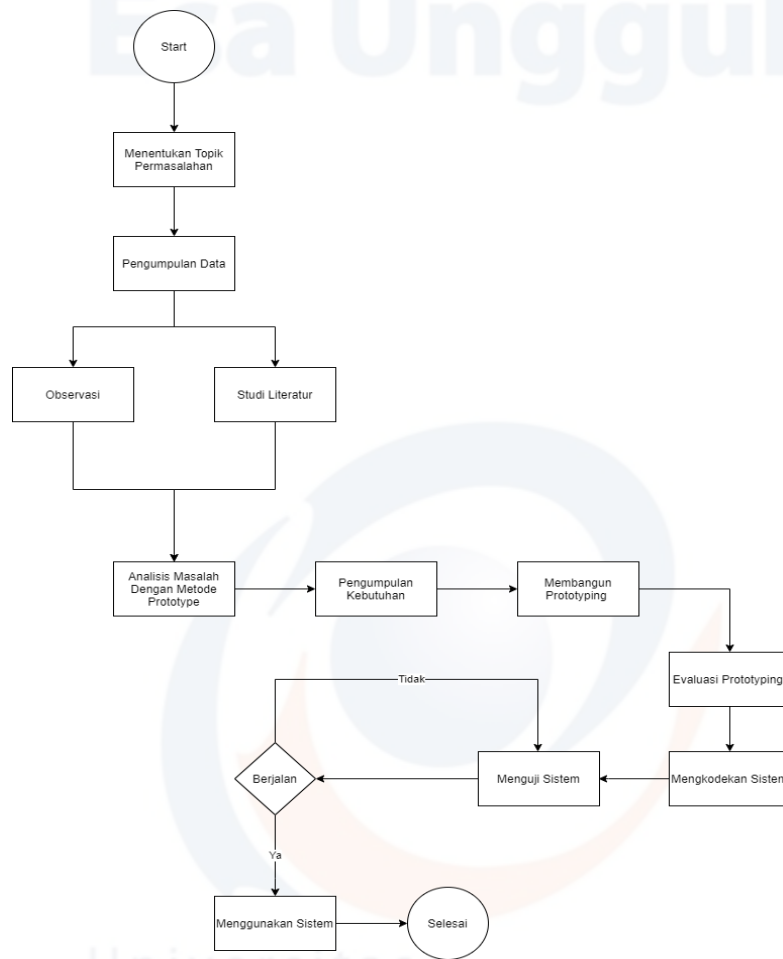 Esa Unggul
Start
Menentukan Topik
Permasalahan
Pengumpulan Data
Observasi
Studi Literatur
Analisis Masalah
Dengan Metode
Prototype
Pengumpulan
Kebutuhan
Membangun
Prototyping
Evaluasi Prototyping
Tidak
Berjalan
Menguji Sistem
Mengkodekan Sistem
Ya
Menggunakan Sistem
Selesai